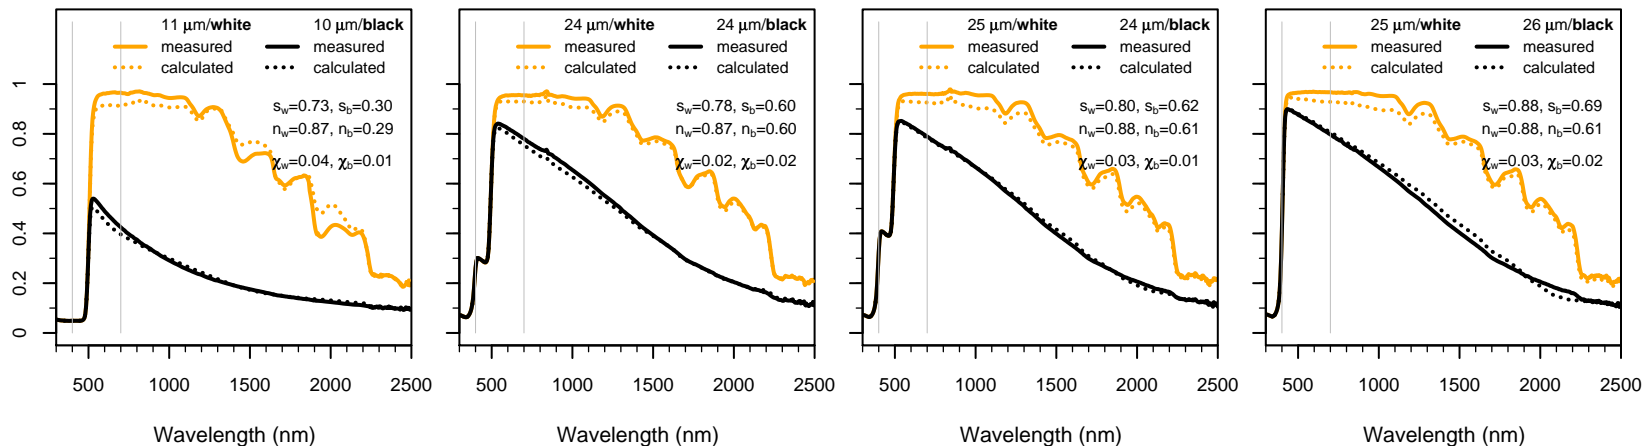 11 μm/white 10 μm/black
measured measured
calculated calculated
s_w=0.73, s_b=0.30
n_w=0.87, n_b=0.29
χ_w=0.04, χ_b=0.01
0 0.2 0.4 0.6 0.8 1
500 1000 1500 2000 2500
Wavelength (nm)
24 μm/white 24 μm/black
measured measured
calculated calculated
s_w=0.78, s_b=0.60
n_w=0.87, n_b=0.60
χ_w=0.02, χ_b=0.02
500 1000 1500 2000 2500
Wavelength (nm)
25 μm/white 24 μm/black
measured measured
calculated calculated
s_w=0.80, s_b=0.62
n_w=0.88, n_b=0.61
χ_w=0.03, χ_b=0.01
500 1000 1500 2000 2500
Wavelength (nm)
25 μm/white 26 μm/black
measured measured
calculated calculated
s_w=0.88, s_b=0.69
n_w=0.88, n_b=0.61
χ_w=0.03, χ_b=0.02
500 1000 1500 2000 2500
Wavelength (nm)